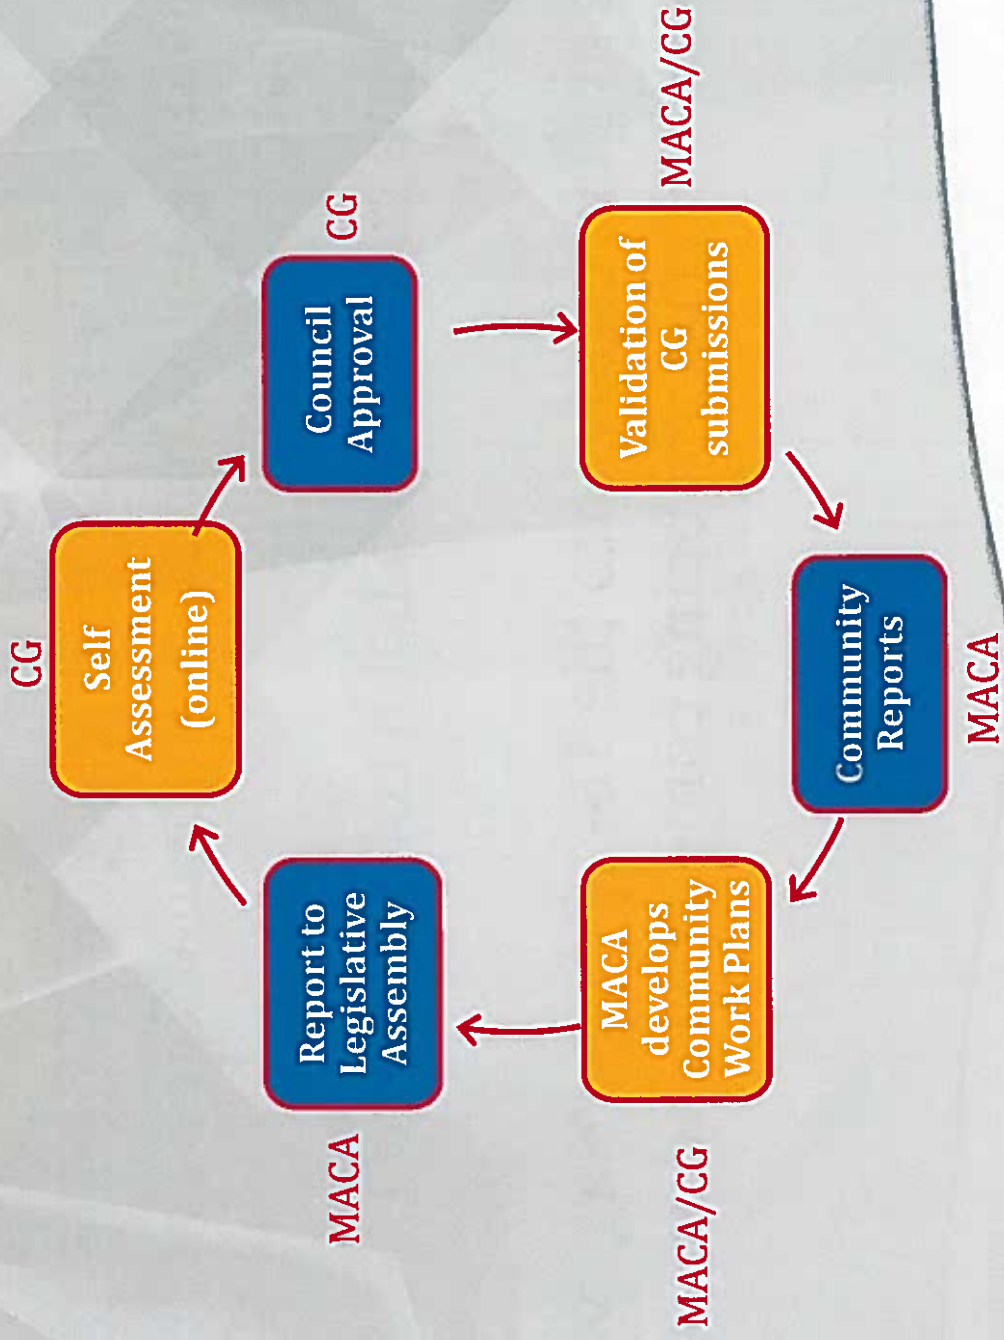 CG
Self
Assessment
(online)
Council
Approval
CG
Validation of
CG
submissions
MACA/CG
Community
Reports
MACA
MACA
develops
Community
Work Plans
MACA/CG
Report to
Legislative
Assembly
MACA